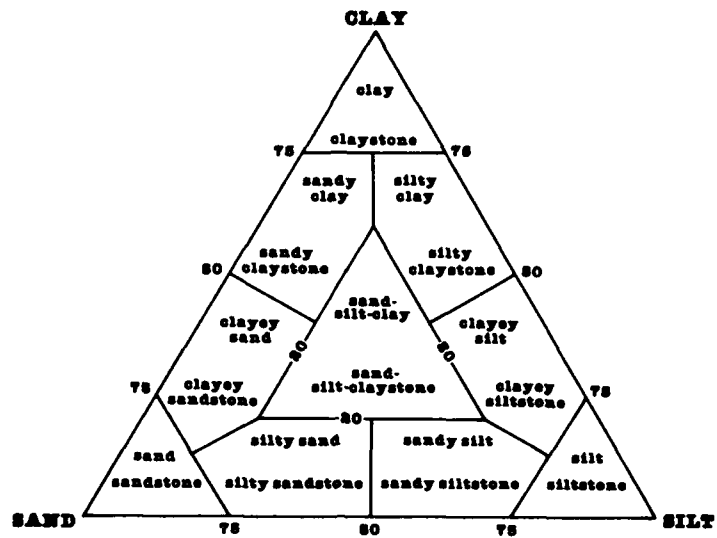 CLAY
clay
claystone
75 75
sandy
clay
silty
clay
sandy
claystone
silty
claystone
50 50
sand-
silt-clay
clayey
sand
clayey
silt
20 20
sand-
silt-claystone
75 75
clayey
sandstone
clayey
siltstone
20
silty sand
sandy silt
sand
sandstone
silt
siltstone
silty sandstone
sandy siltstone
SAND
SILT
75 50 75